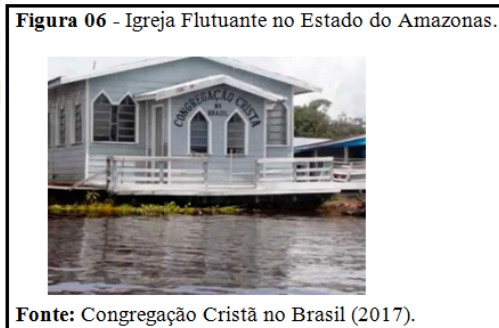 Figura 06 - Igreja Flutuante no Estado do Amazonas.
CONGREGAÇÃO CRISTÃ
NO
BRASIL
Fonte: Congregação Cristã no Brasil (2017).